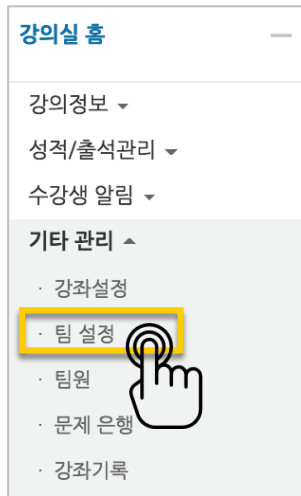 강의실 홈
강의정보
성적/출석관리
수강생 알림
기타 관리
· 강좌설정
· 팀 설정
· 팀원
· 문제 은행
· 강좌기록